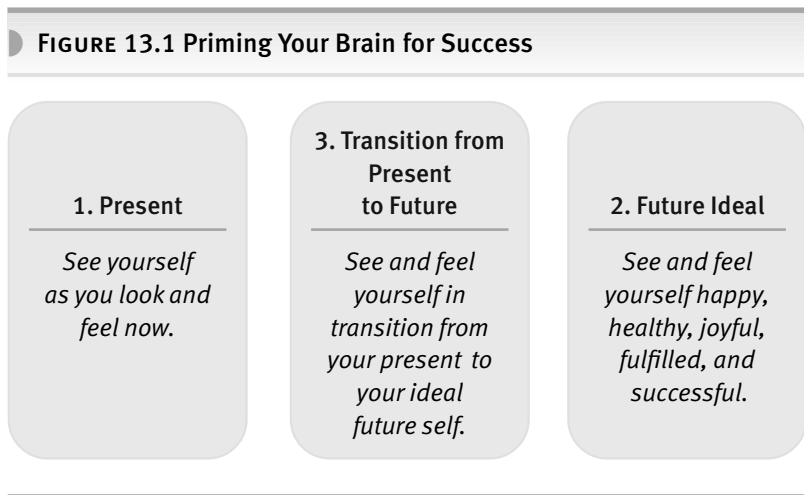 FIGURE 13.1 Priming Your Brain for Success
1. Present
See yourself
as you look and
feel now.
3. Transition from
Present
to Future
See and feel
yourself in
transition from
your present to
your ideal
future self.
2. Future Ideal
See and feel
yourself happy,
healthy, joyful,
fulfilled, and
successful.